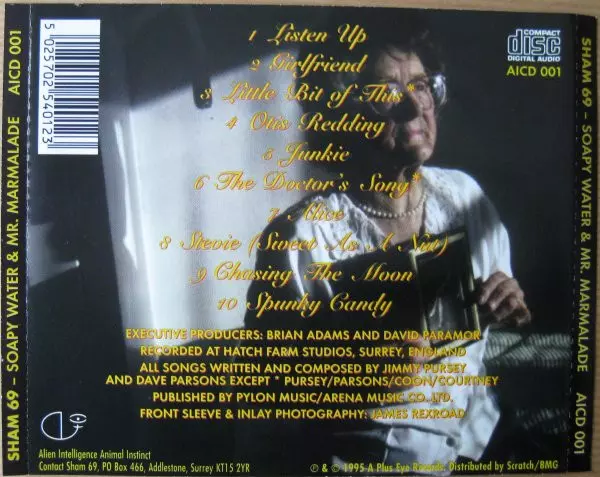 SHAM 69 – SOAPY WATER & MR. MARMALADE AICD 001
5 025702 540123
COMPACT
disc
DIGITAL AUDIO
AICD 001
1 Listen Up
2 Girlfriend
3 Little Bit of This*
4 Otis Redding
5 Junkie
6 The Doctor's Song*
7 Alice
8 Stevie (Sweet As A Nut)
9 Chasing The Moon
10 Spunky Candy
EXECUTIVE PRODUCERS: BRIAN ADAMS AND DAVID PARAMOR
RECORDED AT HATCH FARM STUDIOS, SURREY, ENGLAND
ALL SONGS WRITTEN AND COMPOSED BY JIMMY PURSEY
AND DAVE PARSONS EXCEPT * PURSEY/PARSONS/COON/COURTNEY
PUBLISHED BY PYLON MUSIC/ARENA MUSIC CO. LTD.
FRONT SLEEVE & INLAY PHOTOGRAPHY: JAMES REXROAD
Alien Intelligence Animal Instinct
Contact Sham 69, PO Box 466, Addlestone, Surrey KT15 2YR
℗ & © 1995 A Plus Eye Records. Distributed by Scratch/BMG
SHAM 69 – SOAPY WATER & MR. MARMALADE AICD 001